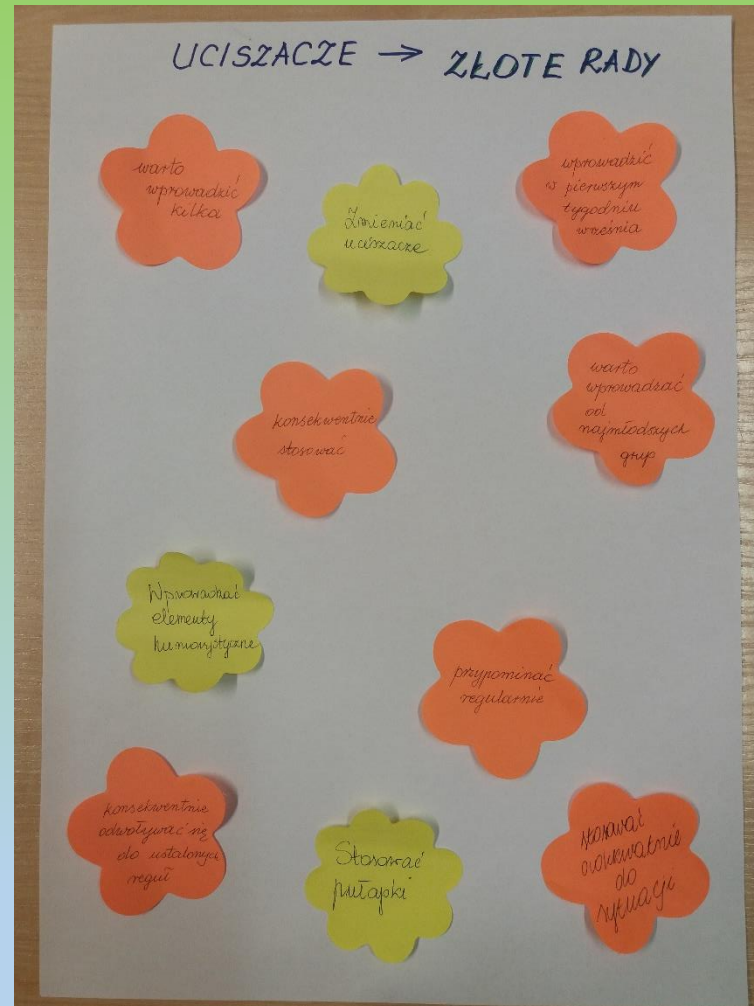 UCISZACZE → ZŁOTE RADY
warto
wprowadzić
kilka
Zmieniać
uciszacze
wprowadzić
w pierwszym
tygodniu
września
konsekwentnie
stosować
warto
wprowadzać
od
najmłodszych
grup
Wprowadzać
elementy
humorystyczne
przypominać
regularnie
konsekwentnie
odwoływać się
do ustalonych
reguł
Stosować
pułapki
stosować
adekwatnie
do
sytuacji